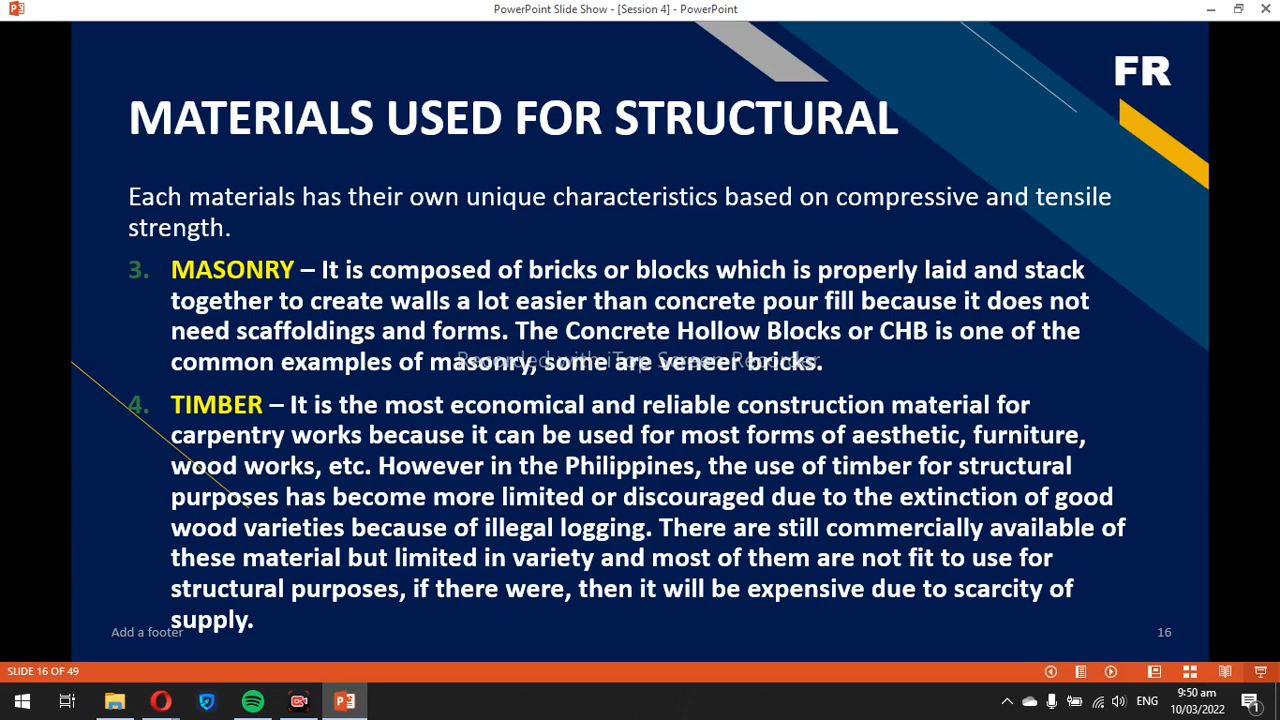 PowerPoint Slide Show - [Session 4] - PowerPoint
FR
MATERIALS USED FOR STRUCTURAL
Each materials has their own unique characteristics based on compressive and tensile
strength.
3. MASONRY – It is composed of bricks or blocks which is properly laid and stack
together to create walls a lot easier than concrete pour fill because it does not
need scaffoldings and forms. The Concrete Hollow Blocks or CHB is one of the
common examples of masonry, some are veneer bricks.
Recorded with iTop Screen Recorder
4. TIMBER – It is the most economical and reliable construction material for
carpentry works because it can be used for most forms of aesthetic, furniture,
wood works, etc. However in the Philippines, the use of timber for structural
purposes has become more limited or discouraged due to the extinction of good
wood varieties because of illegal logging. There are still commercially available of
these material but limited in variety and most of them are not fit to use for
structural purposes, if there were, then it will be expensive due to scarcity of
supply.
Add a footer
16
SLIDE 16 OF 49
ENG
9:50 am
10/03/2022
1